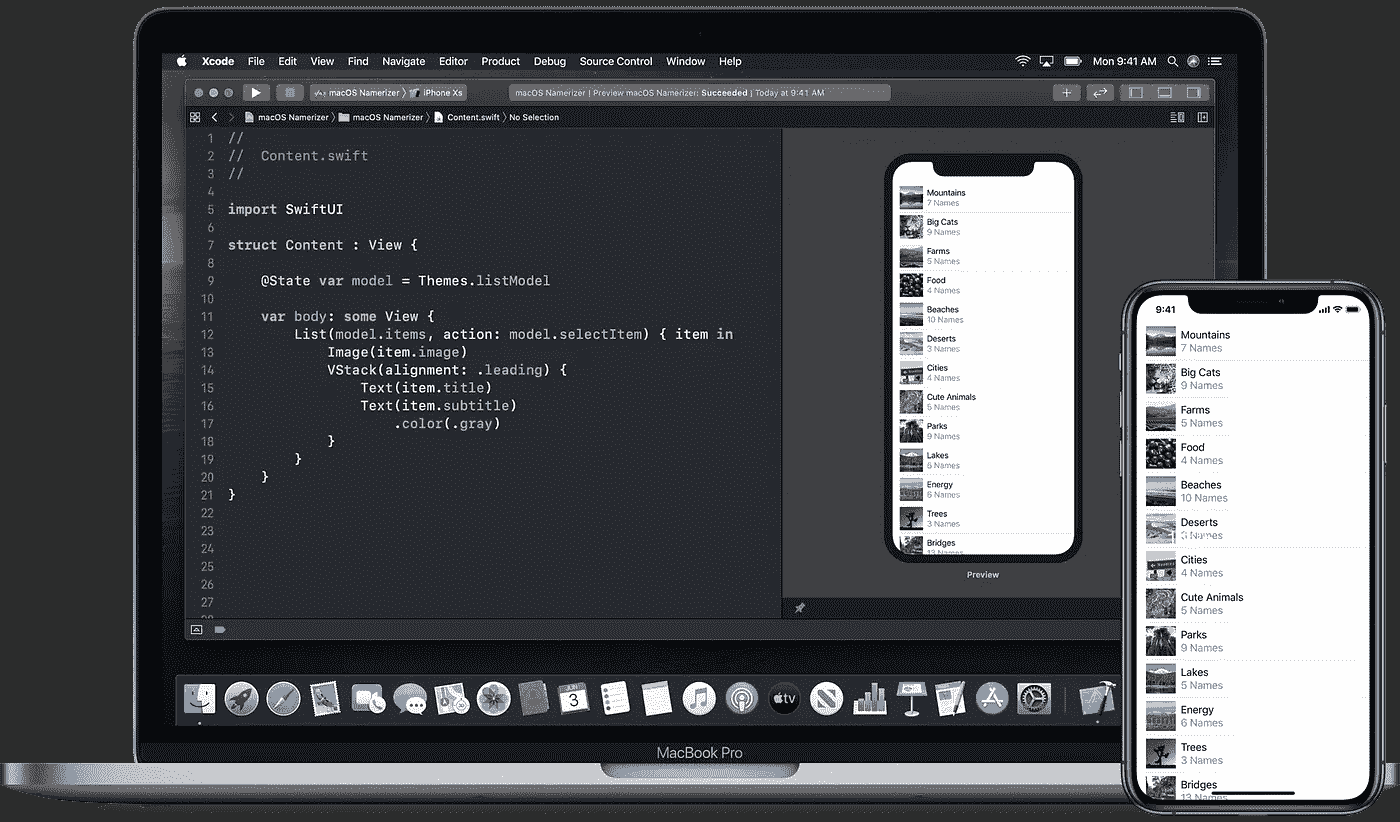 Xcode File Edit View Find Navigate Editor Product Debug Source Control Window Help Mon 9:41 AM
macOS Namerizer iPhone Xs macOS Namerizer | Preview macOS Namerizer: Succeeded | Today at 9:41 AM
macOS Namerizer macOS Namerizer Content.swift No Selection
1 //
2 // Content.swift
3 //
4
5 import SwiftUI
6
7 struct Content : View {
8
9 @State var model = Themes.listModel
10
11 var body: some View {
12 List(model.items, action: model.selectItem) { item in
13 Image(item.image)
14 VStack(alignment: .leading) {
15 Text(item.title)
16 Text(item.subtitle)
17 .color(.gray)
18 }
19 }
20 }
21 }
22
23
24
25
26
27
28
Mountains
7 Names
Big Cats
9 Names
Farms
5 Names
Food
4 Names
Beaches
10 Names
Deserts
3 Names
Cities
4 Names
Cute Animals
5 Names
Parks
9 Names
Lakes
5 Names
Energy
6 Names
Trees
3 Names
Bridges
13 Names
Preview
3
tv
MacBook Pro
9:41
Mountains
7 Names
Big Cats
9 Names
Farms
5 Names
Food
4 Names
Beaches
10 Names
Deserts
3 Names
Cities
4 Names
Cute Animals
5 Names
Parks
9 Names
Lakes
5 Names
Energy
6 Names
Trees
3 Names
Bridges
13 Names